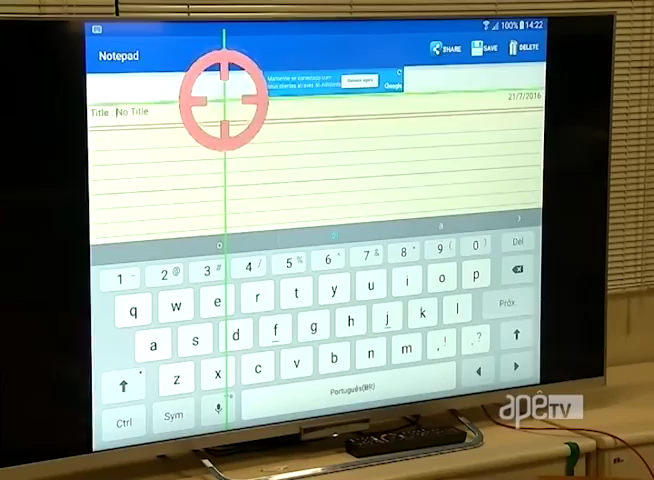 100% 14:22
Notepad SHARE SAVE DELETE
Google
21/7/2016
Title No Title
o a
1 2 @ 3 # 4 / 5 % 6 ^ 7 & 8 * 9 ( 0 ) Del
q w e r t y u i o p
a s d f g h j k l Próx.
z x c v b n m , ! . ?
Ctrl Sym Português(BR)
apê TV